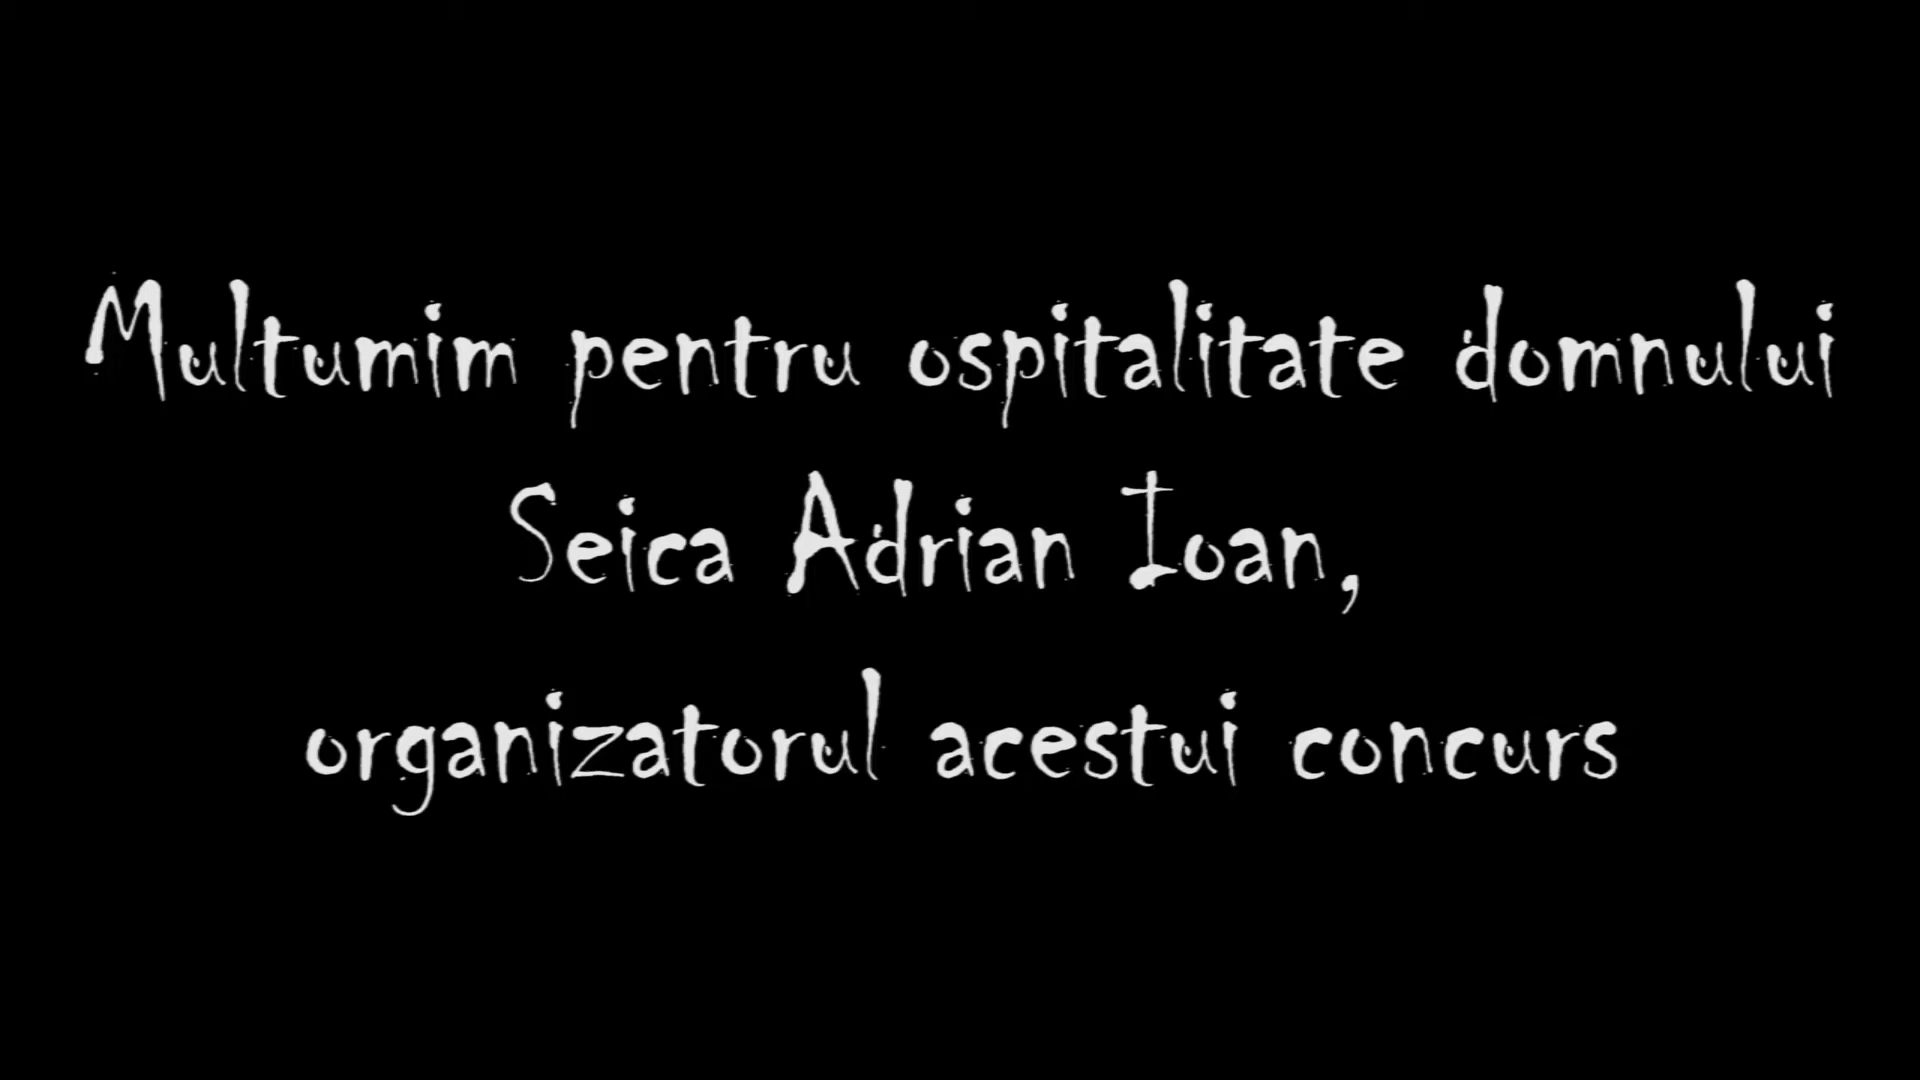 Multumim pentru ospitalitate domnului
Seica Adrian Ioan,
organizatorul acestui concurs